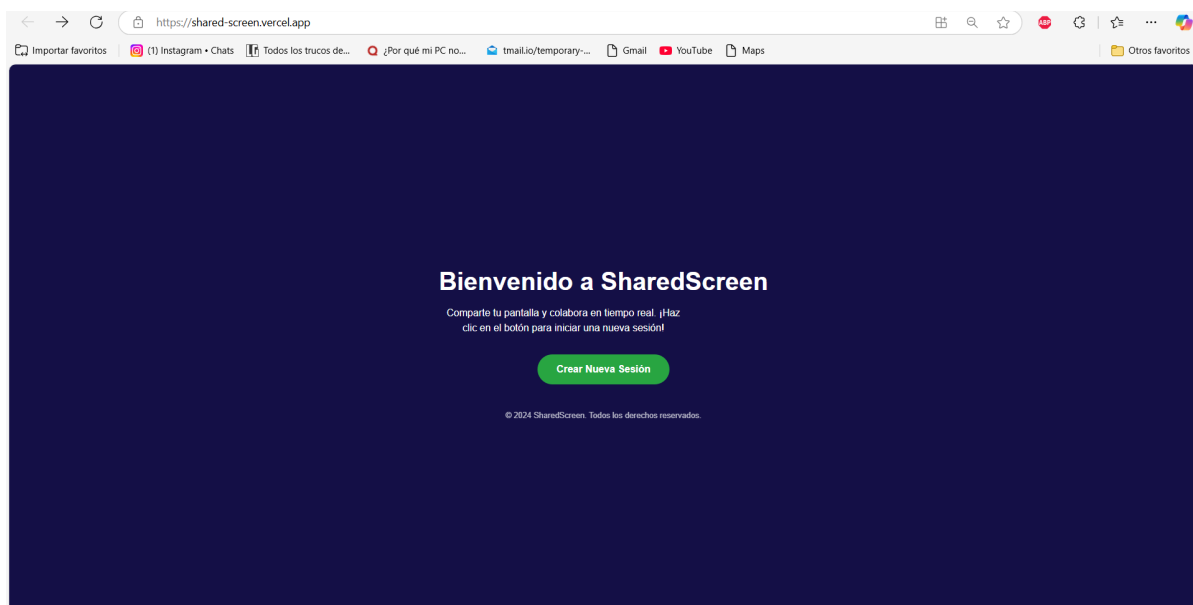 https://shared-screen.vercel.app
ABP
Importar favoritos (1) Instagram • Chats Todos los trucos de... ¿Por qué mi PC no... tmail.io/temporary-... Gmail YouTube Maps Otros favoritos
Bienvenido a SharedScreen
Comparte tu pantalla y colabora en tiempo real. ¡Haz
clic en el botón para iniciar una nueva sesión!
Crear Nueva Sesión
© 2024 SharedScreen. Todos los derechos reservados.